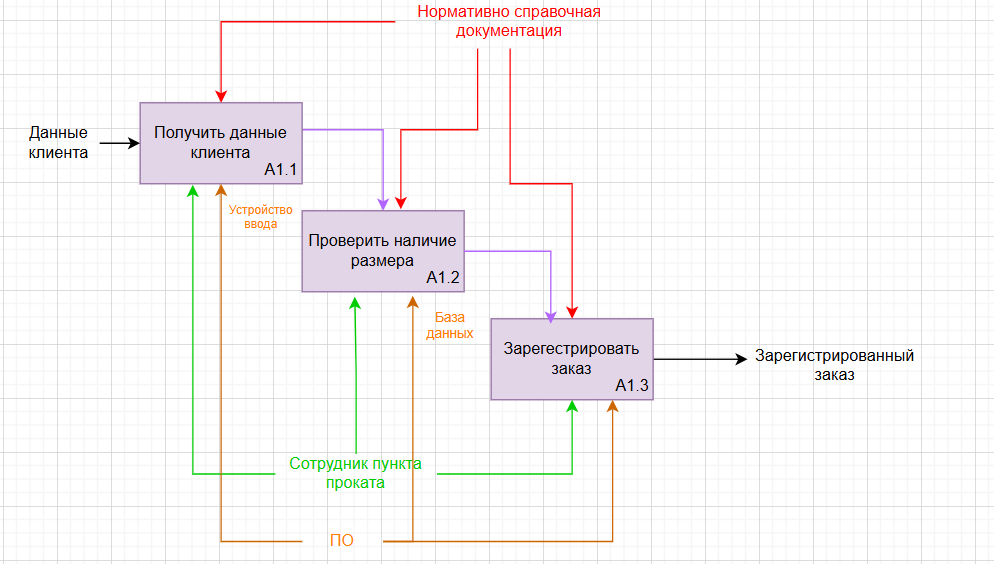 Нормативно справочная
документация
Данные
клиента
Получить данные
клиента
A1.1
Устройство
ввода
Проверить наличие
размера
A1.2
База
данных
Зарегестрировать
заказ
A1.3
Зарегистрированный
заказ
Сотрудник пункта
проката
ПО